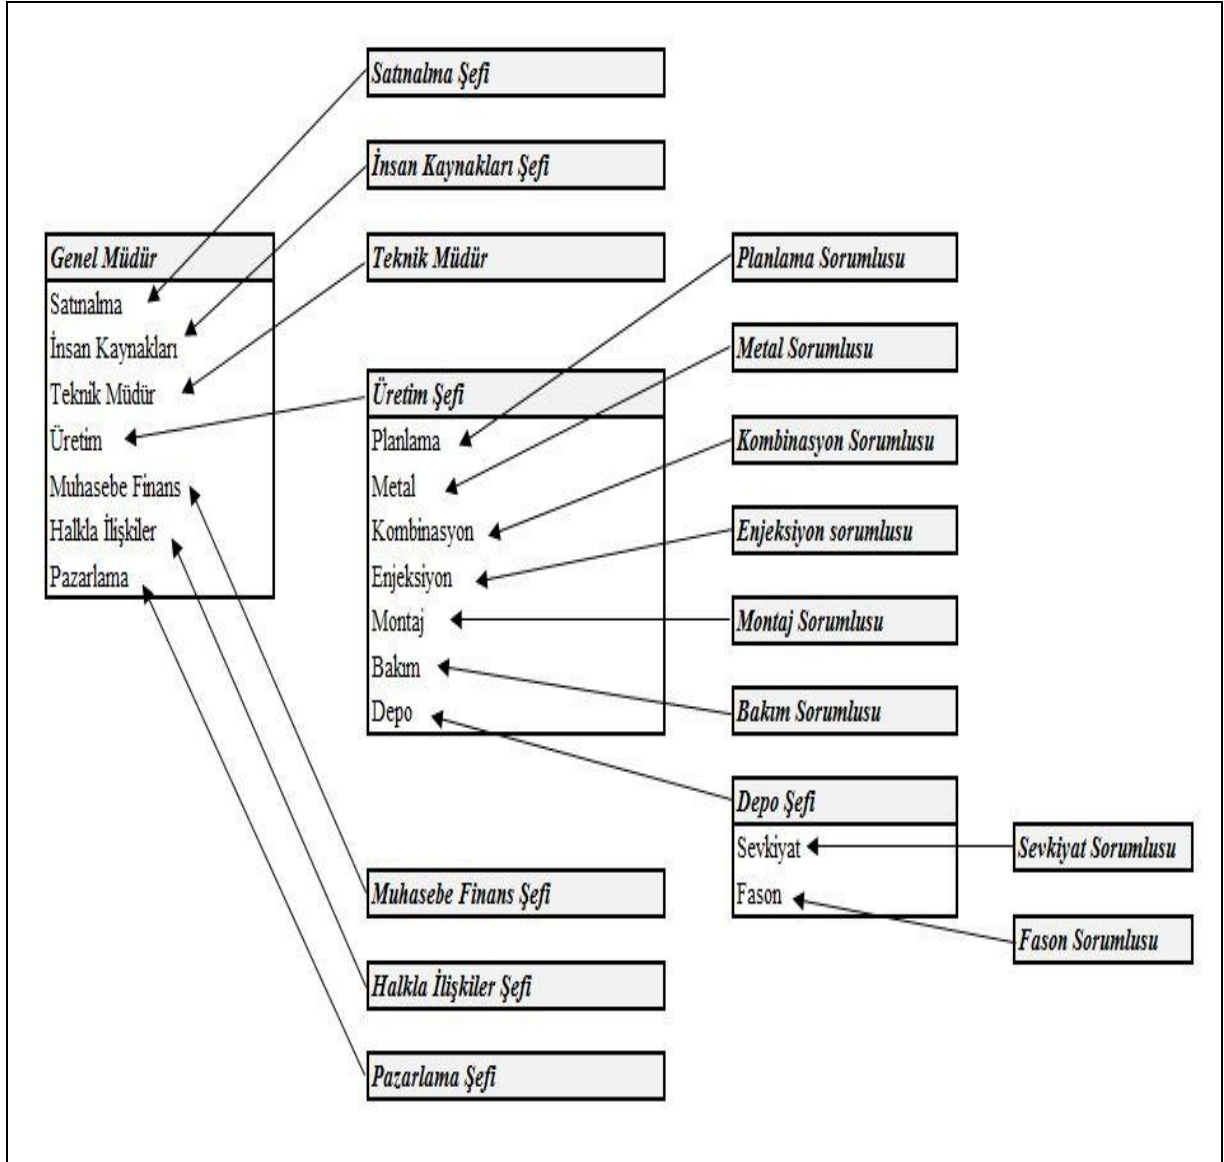 Satınalma Şefi
İnsan Kaynakları Şefi
Genel Müdür
Satınalma
İnsan Kaynakları
Teknik Müdür
Üretim
Muhasebe Finans
Halkla İlişkiler
Pazarlama
Teknik Müdür
Üretim Şefi
Planlama
Metal
Kombinasyon
Enjeksiyon
Montaj
Bakım
Depo
Planlama Sorumlusu
Metal Sorumlusu
Kombinasyon Sorumlusu
Enjeksiyon sorumlusu
Montaj Sorumlusu
Bakım Sorumlusu
Depo Şefi
Sevkiyat
Fason
Sevkiyat Sorumlusu
Fason Sorumlusu
Muhasebe Finans Şefi
Halkla İlişkiler Şefi
Pazarlama Şefi